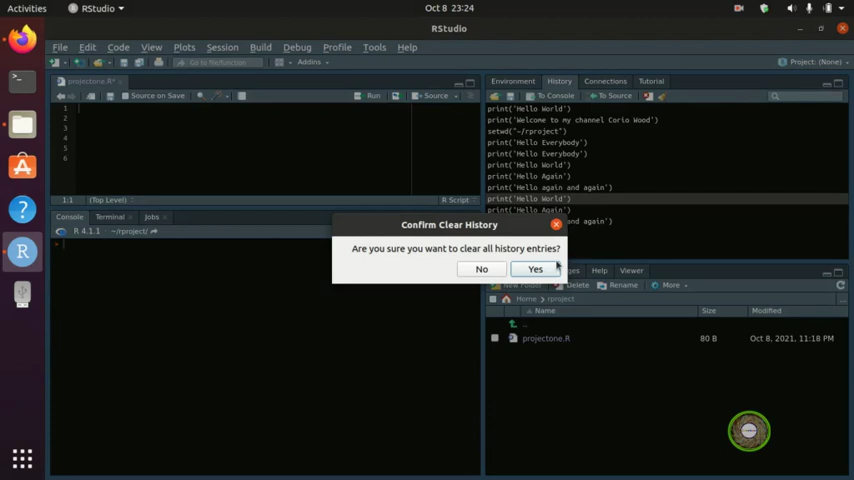 Activities
RStudio
Oct 8 23:24
RStudio
File Edit Code View Plots Session Build Debug Profile Tools Help
Go to file/function
Addins
Project: (None)
projectone.R*
Source on Save
Run
Source
1
2
3
4
5
6
1:1
(Top Level)
R Script
Console
Terminal
Jobs
R 4.1.1
~/rproject/
>
Environment
History
Connections
Tutorial
To Console
To Source
print('Hello World')
print('Welcome to my channel Corio Wood')
setwd("~/rproject")
print('Hello Everybody')
print('Hello Everybody')
print('Hello World')
print('Hello Again')
print('Hello again and again')
print('Hello World')
print('Hello Again')
and again')
Confirm Clear History
Are you sure you want to clear all history entries?
No
Yes
Help
Viewer
New Folder
Delete
Rename
More
Home
rproject
...
Name
Size
Modified
..
projectone.R
80 B
Oct 8, 2021, 11:18 PM